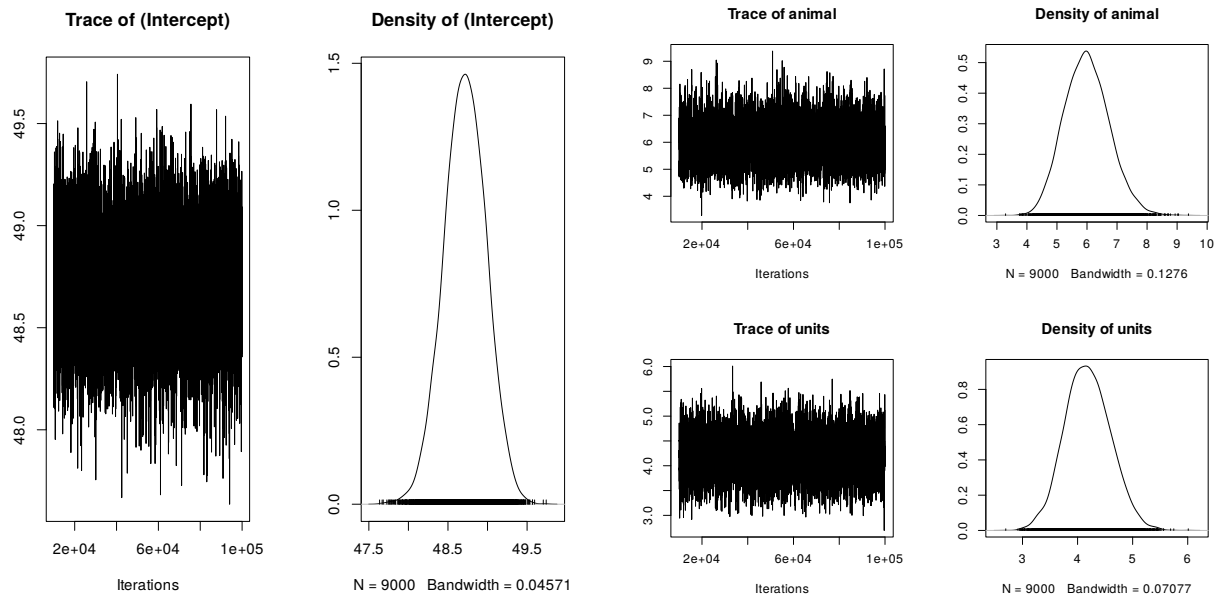 Trace of (Intercept)
49.5
49.0
48.5
48.0
2e+04 6e+04 1e+05
Iterations
Density of (Intercept)
1.5
1.0
0.5
0.0
47.5 48.5 49.5
N = 9000 Bandwidth = 0.04571
Trace of animal
9
8
7
6
5
4
2e+04 6e+04 1e+05
Iterations
Density of animal
0.5
0.4
0.3
0.2
0.1
0.0
3 4 5 6 7 8 9 10
N = 9000 Bandwidth = 0.1276
Trace of units
6.0
5.0
4.0
3.0
2e+04 6e+04 1e+05
Iterations
Density of units
0.8
0.6
0.4
0.2
0.0
3 4 5 6
N = 9000 Bandwidth = 0.07077